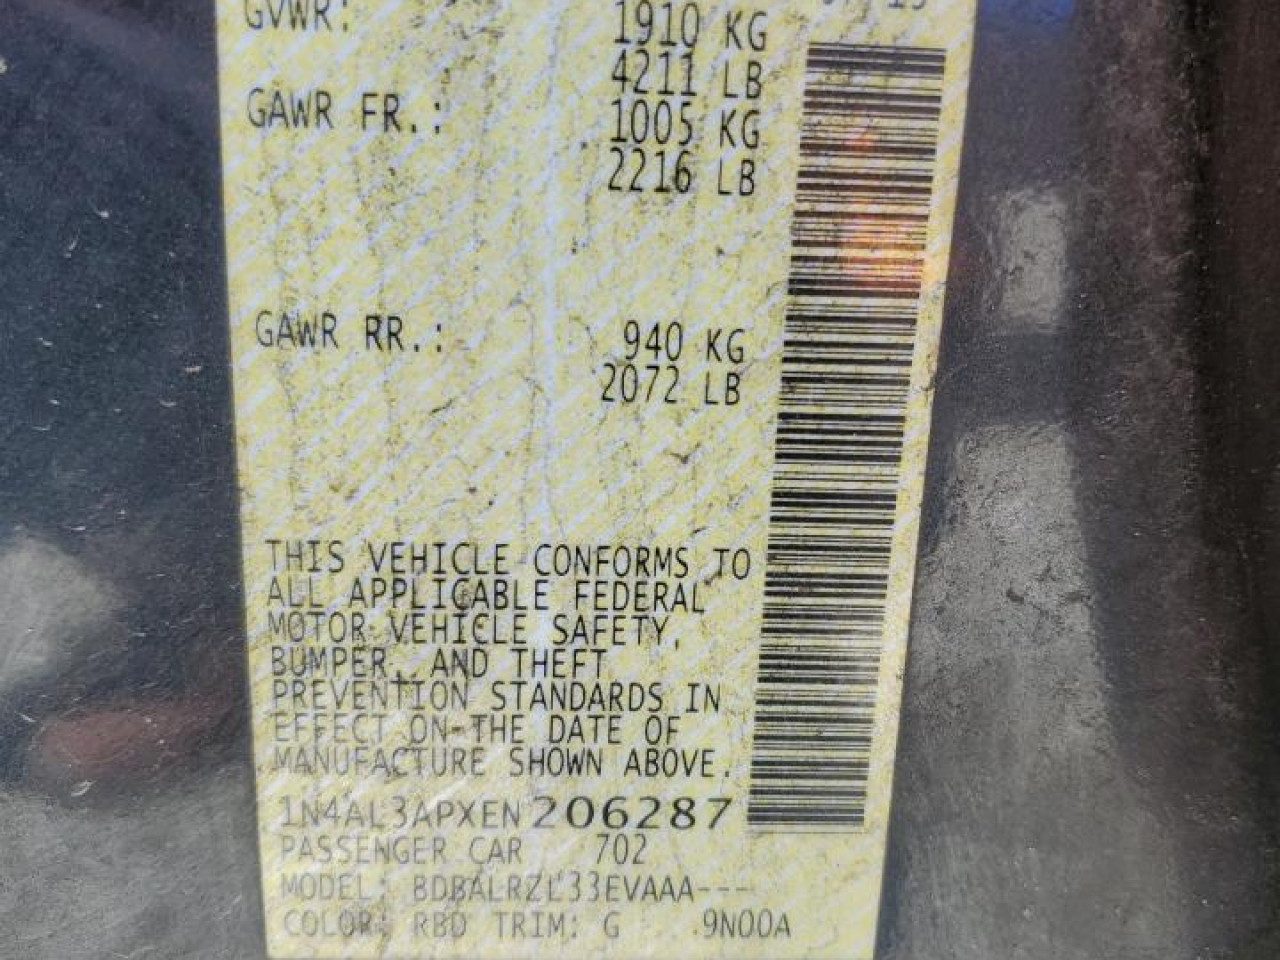 GVWR: 1910 KG
4211 LB
GAWR FR.: 1005 KG
2216 LB
GAWR RR.: 940 KG
2072 LB
THIS VEHICLE CONFORMS TO
ALL APPLICABLE FEDERAL
MOTOR VEHICLE SAFETY,
BUMPER, AND THEFT
PREVENTION STANDARDS IN
EFFECT ON THE DATE OF
MANUFACTURE SHOWN ABOVE.
1N4AL3APXEN206287
PASSENGER CAR 702
MODEL: BDBALRZL33EVAAA---
COLOR: RBD TRIM: G 9N00A